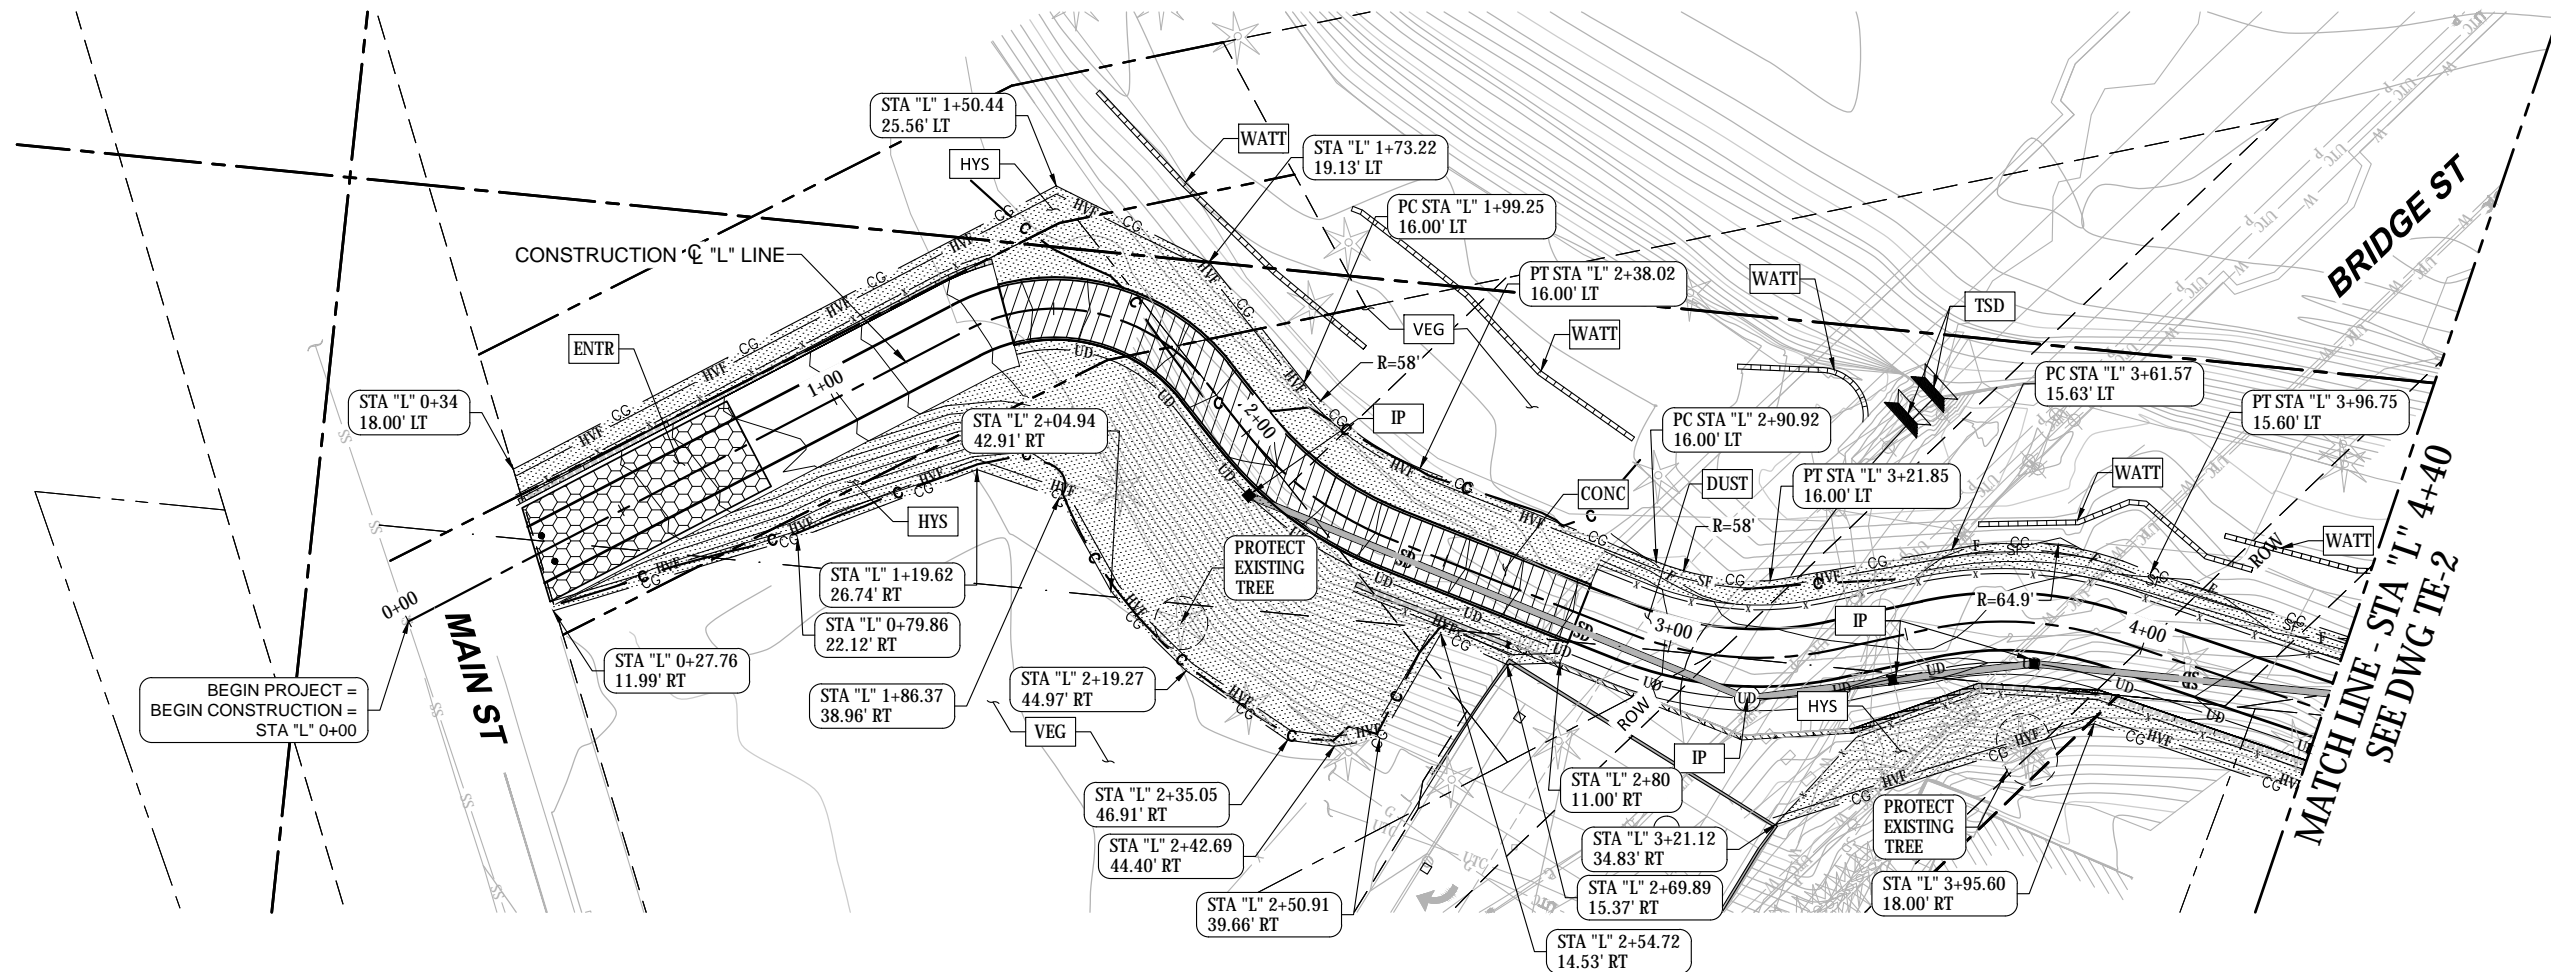 STA "L" 1+50.44
25.56' LT
WATT
STA "L" 1+73.22
19.13' LT
HYS
PC STA "L" 1+99.25
16.00' LT
BRIDGE ST
CONSTRUCTION ℄ "L" LINE
PT STA "L" 2+38.02
16.00' LT
WATT
TSD
VEG
WATT
ENTR
R=58'
1+00
STA "L" 0+34
18.00' LT
PC STA "L" 3+61.57
15.63' LT
PT STA "L" 3+96.75
15.60' LT
STA "L" 2+04.94
42.91' RT
2+00
IP
PC STA "L" 2+90.92
16.00' LT
WATT
CONC
DUST
PT STA "L" 3+21.85
16.00' LT
HYS
R=58'
WATT
ROW
PROTECT
EXISTING
TREE
STA "L" 1+19.62
26.74' RT
0+00
MAIN ST
STA "L" 0+79.86
22.12' RT
R=64.9'
IP
3+00
4+00
STA "L" 0+27.76
11.99' RT
BEGIN PROJECT =
BEGIN CONSTRUCTION =
STA "L" 0+00
STA "L" 1+86.37
38.96' RT
STA "L" 2+19.27
44.97' RT
VEG
HYS
ROW
IP
MATCH LINE - STA "L" 4+40
SEE DWG TE-2
STA "L" 2+35.05
46.91' RT
STA "L" 2+80
11.00' RT
PROTECT
EXISTING
TREE
STA "L" 2+42.69
44.40' RT
STA "L" 3+21.12
34.83' RT
STA "L" 2+50.91
39.66' RT
STA "L" 2+69.89
15.37' RT
STA "L" 3+95.60
18.00' RT
STA "L" 2+54.72
14.53' RT
CG
HVF
C
UD
SD
SF
F
SS
W
UTC
P